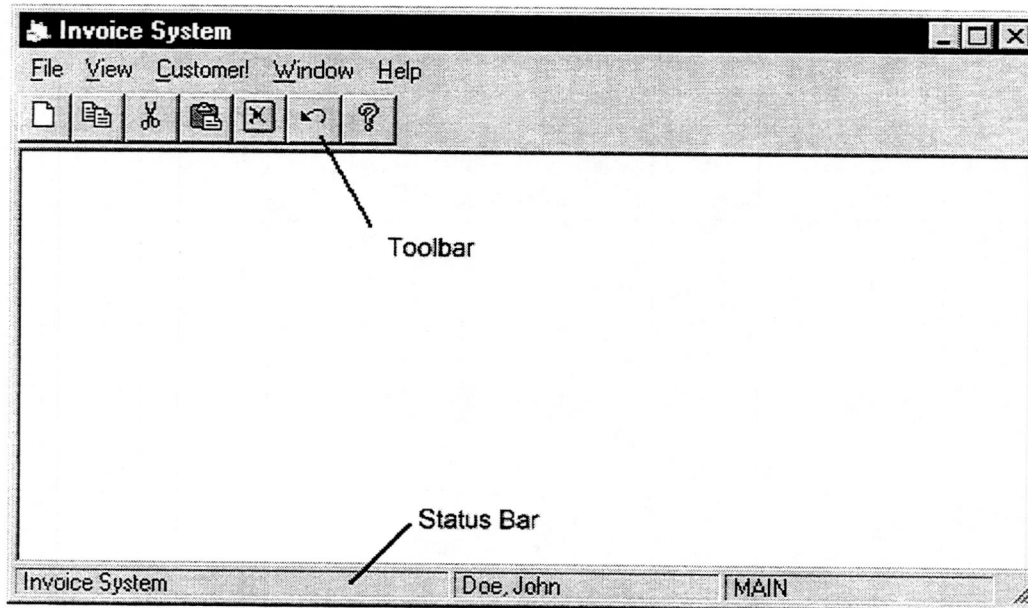 Invoice System
File View Customer! Window Help
Toolbar
Status Bar
Invoice System Doe, John MAIN